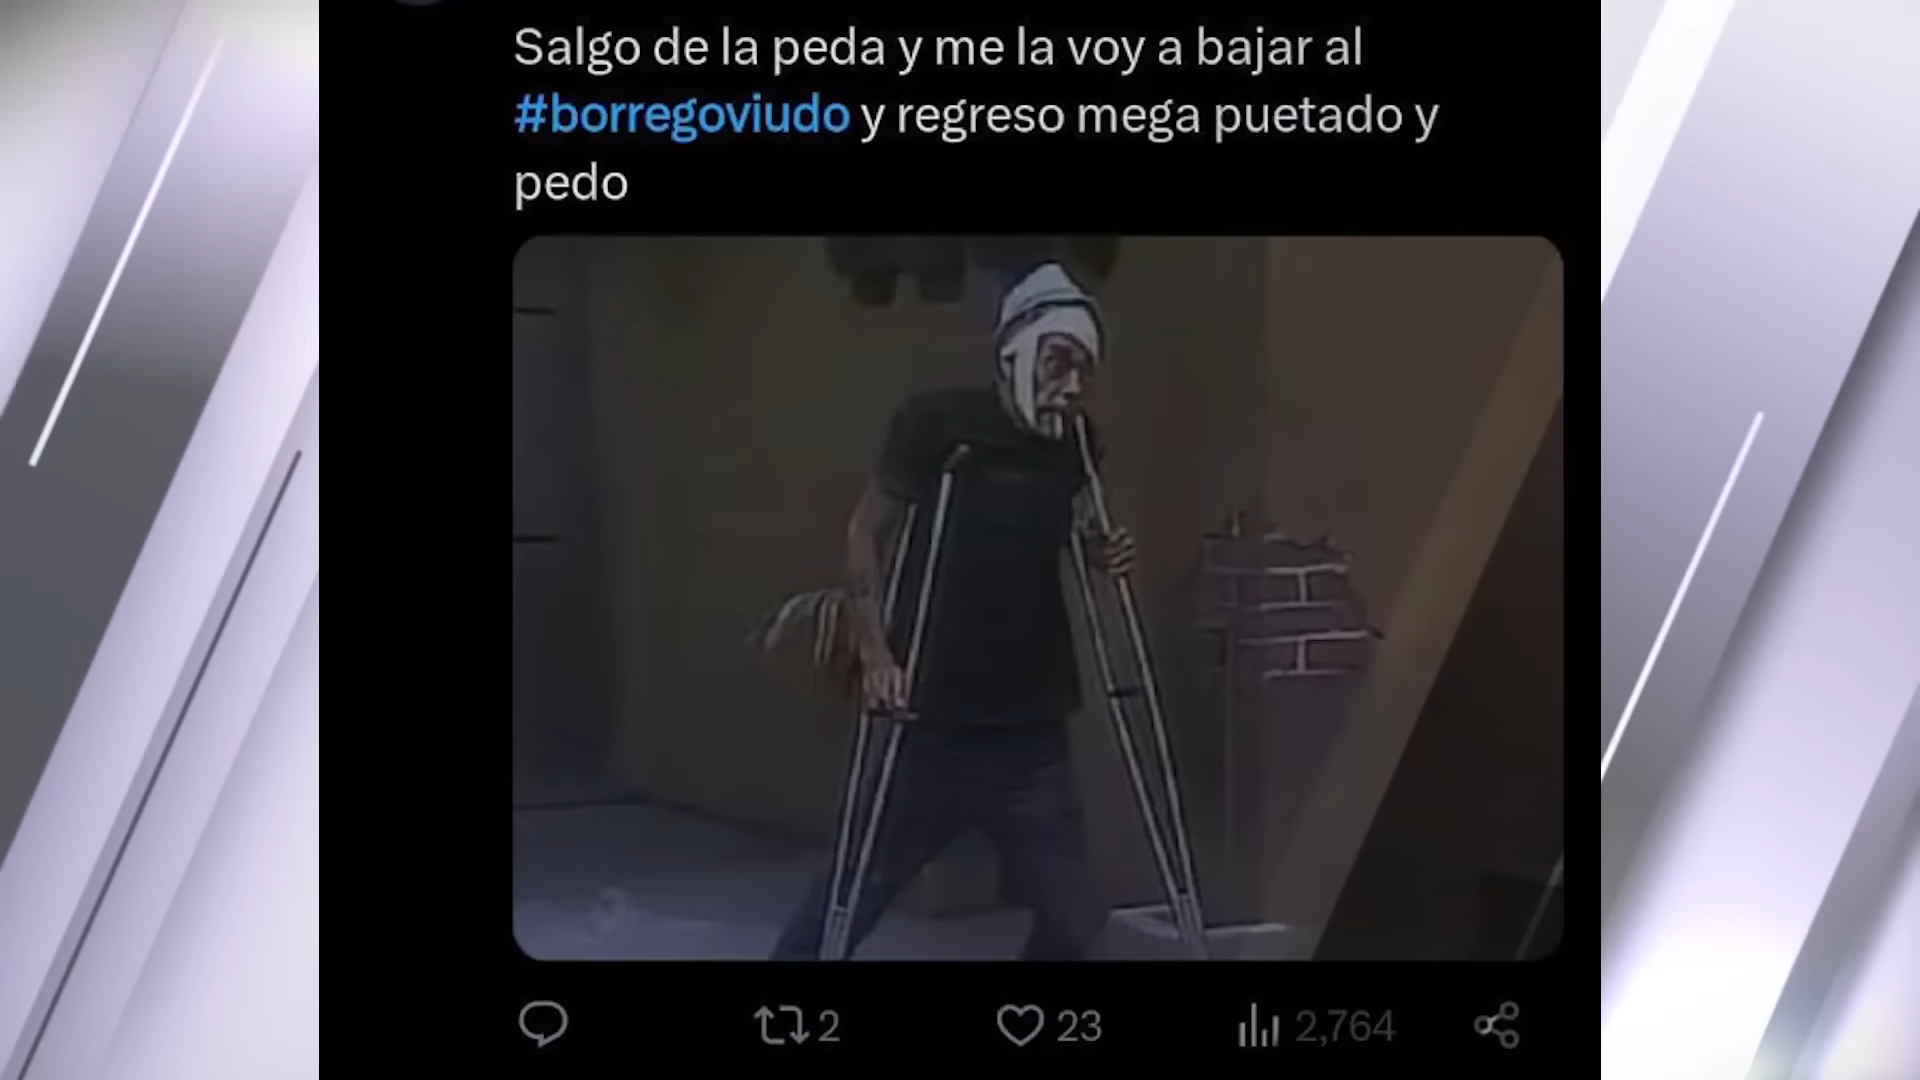 Salgo de la peda y me la voy a bajar al
#borregoviudo y regreso mega puetado y
pedo
2
23
2,764